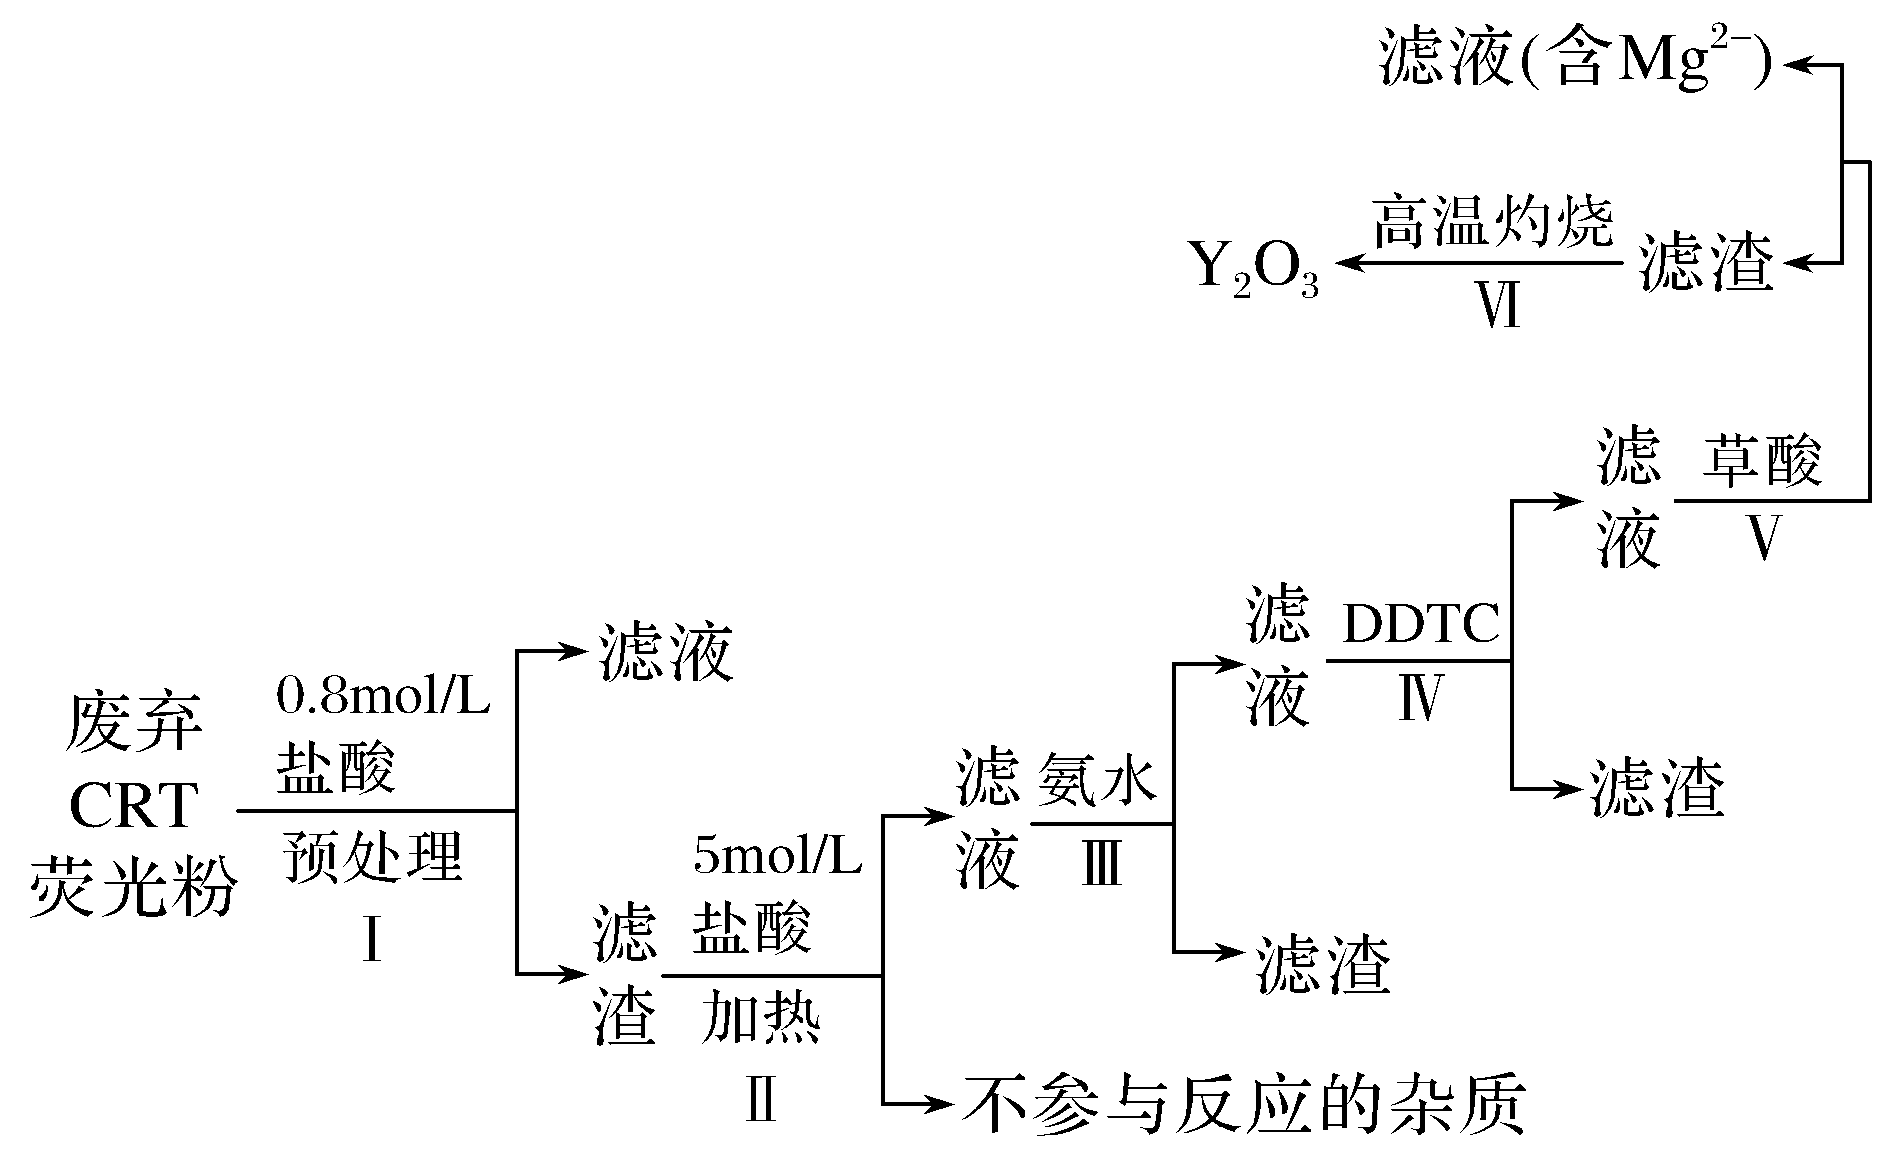 废弃
CRT
荧光粉
0.8mol/L
盐酸
预处理
Ⅰ
滤液
滤
渣
5mol/L
盐酸
加热
Ⅱ
滤
液
不参与反应的杂质
氨水
Ⅲ
滤
液
滤渣
DDTC
Ⅳ
滤
液
滤渣
草酸
Ⅴ
滤液(含Mg²⁻)
滤渣
高温灼烧
Ⅵ
Y₂O₃